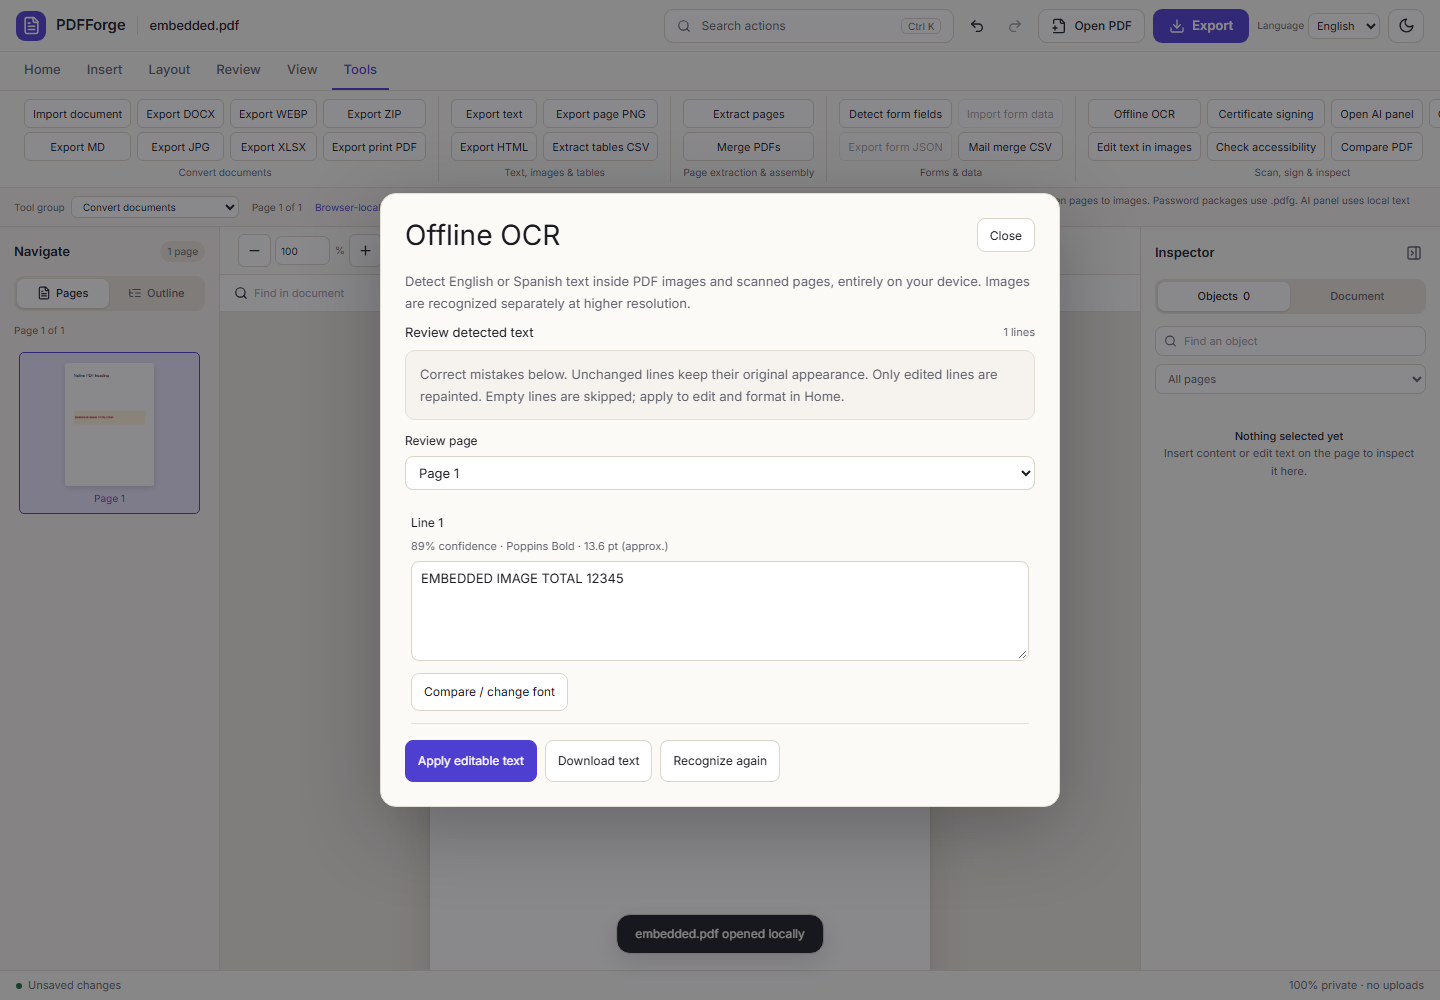 PDFForge
embedded.pdf
Search actions
Ctrl K
Open PDF
Export
Language
English
Home
Insert
Layout
Review
View
Tools
Import document
Export DOCX
Export WEBP
Export ZIP
Export MD
Export JPG
Export XLSX
Export print PDF
Convert documents
Export text
Export page PNG
Export HTML
Extract tables CSV
Text, images & tables
Extract pages
Merge PDFs
Page extraction & assembly
Detect form fields
Import form data
Export form JSON
Mail merge CSV
Forms & data
Offline OCR
Certificate signing
Open AI panel
Edit text in images
Check accessibility
Compare PDF
Scan, sign & inspect
Tool group
Convert documents
Page 1 of 1
Browser-local
pages to images. Password packages use .pdfg. AI panel uses local text
Navigate
1 page
Pages
Outline
Page 1 of 1
Page 1
100
%
Find in document
Offline OCR
Close
Detect English or Spanish text inside PDF images and scanned pages, entirely on your device. Images
are recognized separately at higher resolution.
Review detected text
1 lines
Correct mistakes below. Unchanged lines keep their original appearance. Only edited lines are
repainted. Empty lines are skipped; apply to edit and format in Home.
Review page
Page 1
Line 1
89% confidence · Poppins Bold · 13.6 pt (approx.)
EMBEDDED IMAGE TOTAL 12345
Compare / change font
Apply editable text
Download text
Recognize again
Inspector
Objects 0
Document
Find an object
All pages
Nothing selected yet
Insert content or edit text on the page to inspect
it here.
embedded.pdf opened locally
Unsaved changes
100% private · no uploads